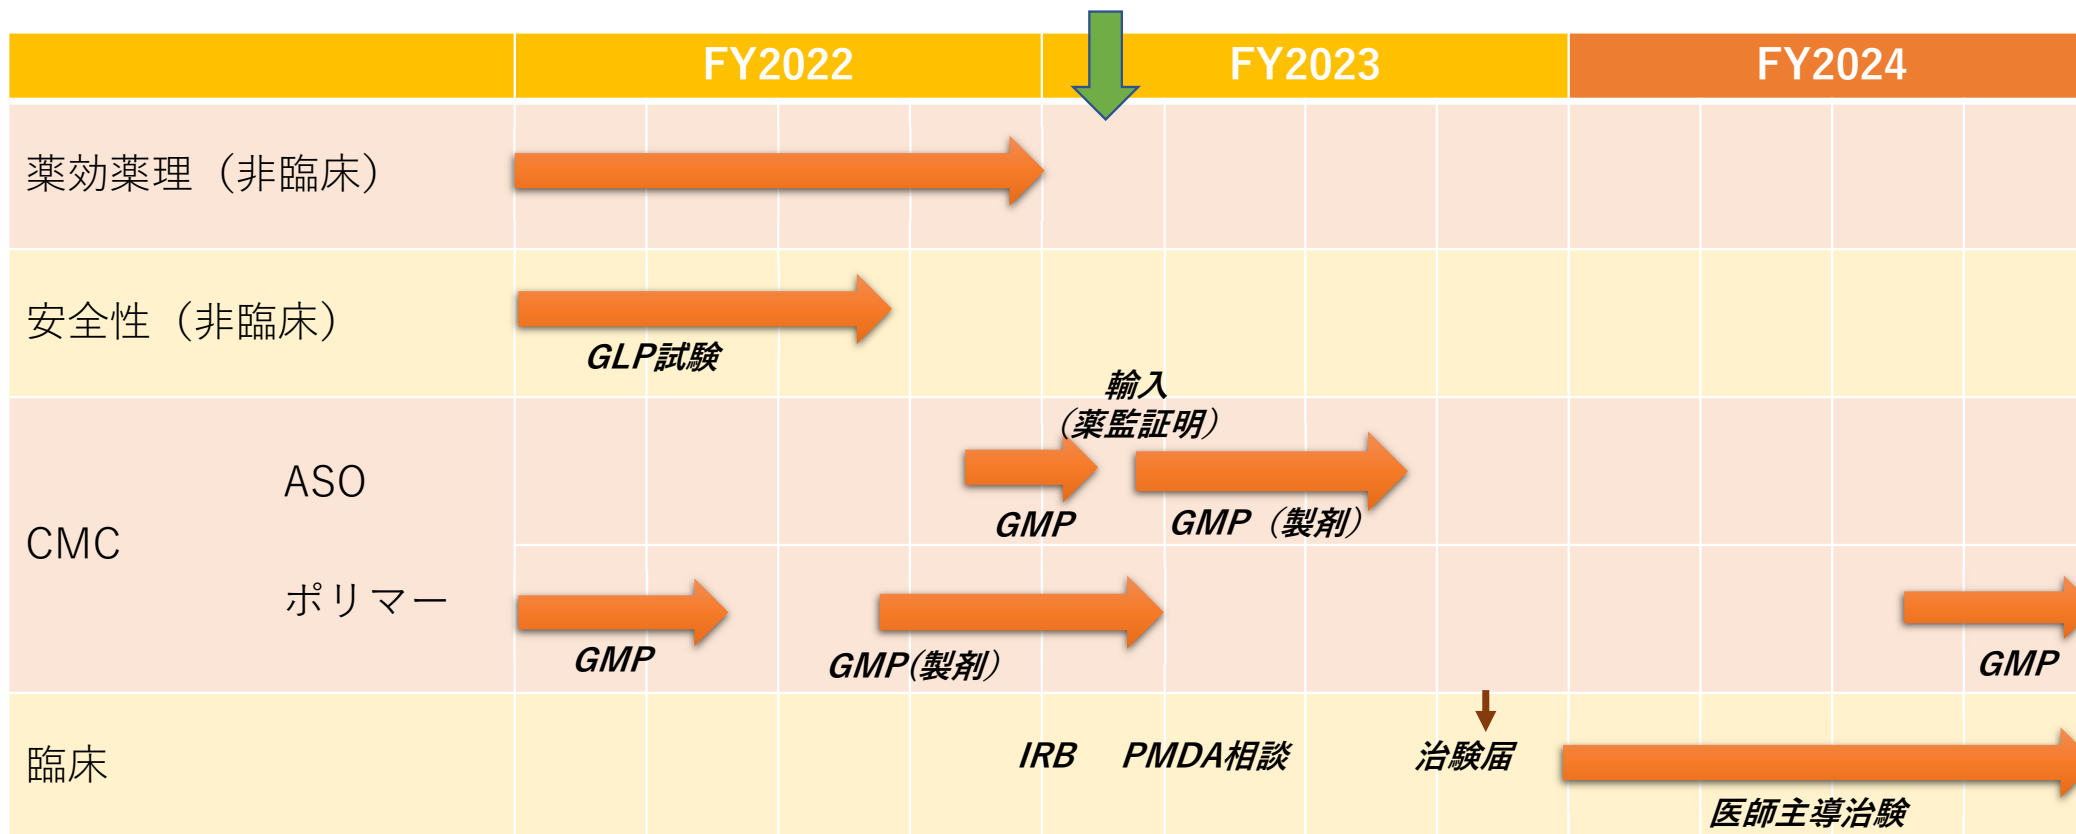 FY2022
FY2023
FY2024
薬効薬理（非臨床）
安全性（非臨床）
GLP試験
輸入
（薬監証明）
ASO
GMP
GMP（製剤）
CMC
ポリマー
GMP
GMP(製剤）
GMP
臨床
IRB
PMDA相談
治験届
医師主導治験